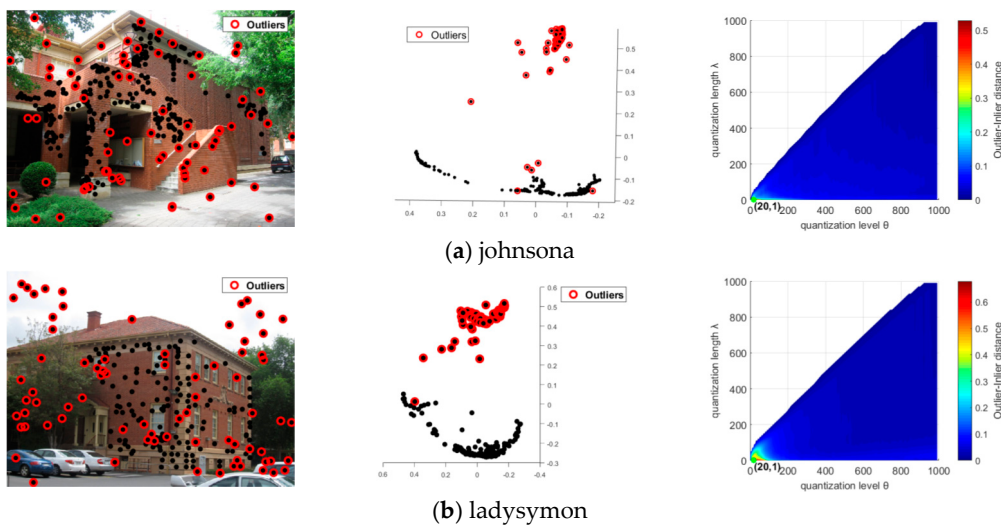 Outliers
Outliers
0.5
0.4
0.3
0.2
0.1
0
-0.1
-0.2
0.4 0.3 0.2 0.1 0 -0.1 -0.2
1000
800
600
400
200
0
quantization length λ
(20,1)
0 200 400 600 800 1000
quantization level θ
0.5
0.4
0.3
0.2
0.1
0
Outlier-Inlier distance
(a) johnsona
Outliers
Outliers
0.6
0.5
0.4
0.3
0.2
0.1
0
-0.1
-0.2
-0.3
0.6 0.4 0.2 0 -0.2 -0.4
1000
800
600
400
200
0
quantization length λ
(20,1)
0 200 400 600 800 1000
quantization level θ
0.6
0.5
0.4
0.3
0.2
0.1
0
Outlier-Inlier distance
(b) ladysymon